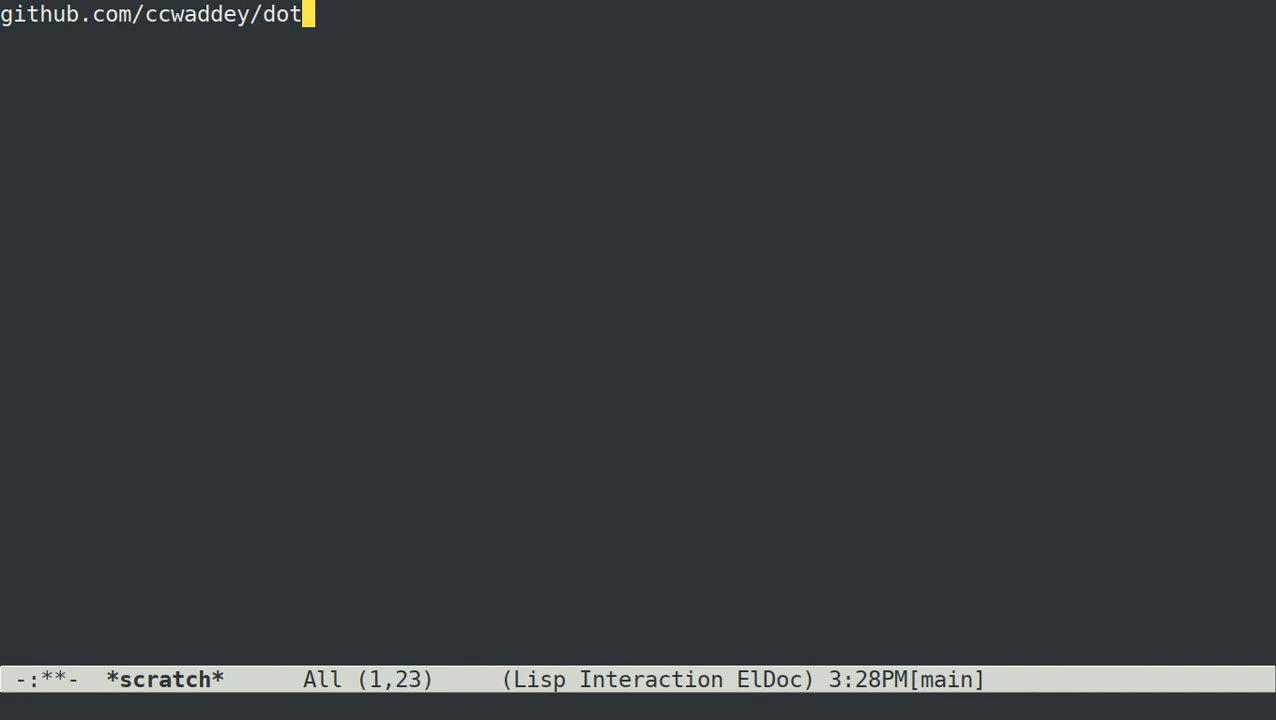 github.com/ccwaddey/dot
-:**-  *scratch*      All (1,23)     (Lisp Interaction ElDoc) 3:28PM[main]